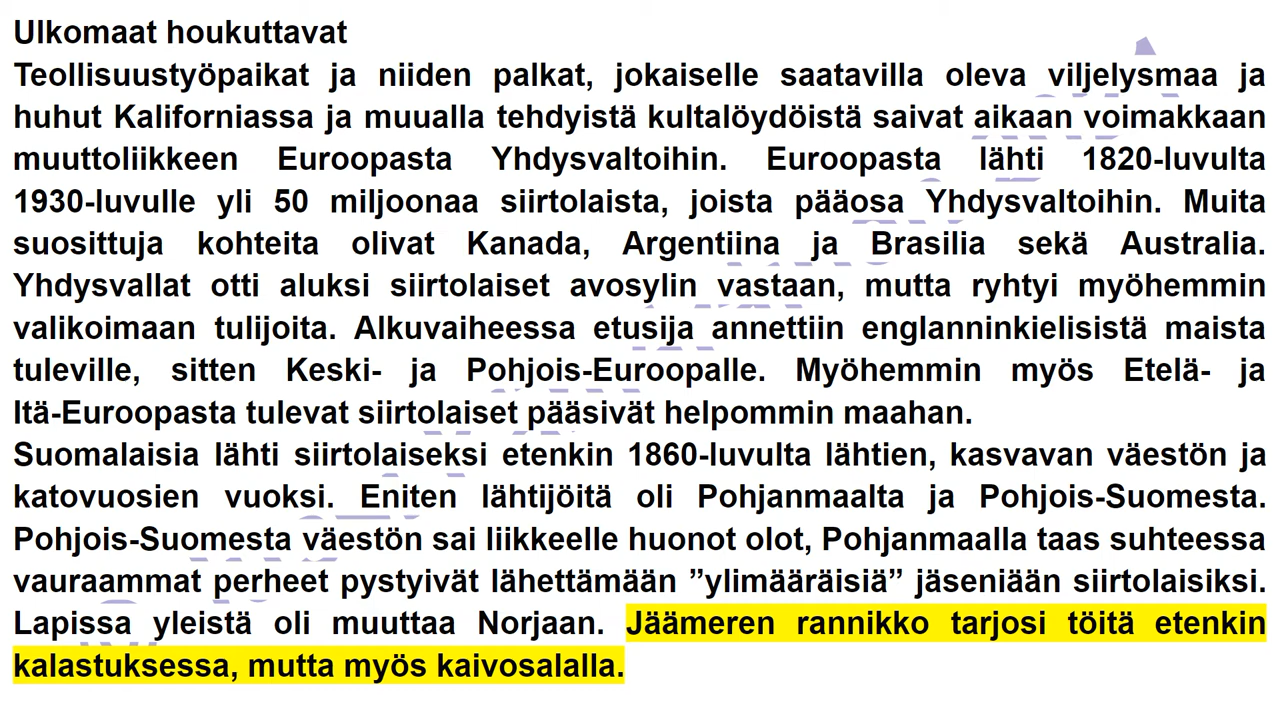 Ulkomaat houkuttavat
Teollisuustyöpaikat ja niiden palkat, jokaiselle saatavilla oleva viljelysmaa ja
huhut Kaliforniassa ja muualla tehdyistä kultalöydöistä saivat aikaan voimakkaan
muuttoliikkeen Euroopasta Yhdysvaltoihin. Euroopasta lähti 1820-luvulta
1930-luvulle yli 50 miljoonaa siirtolaista, joista pääosa Yhdysvaltoihin. Muita
suosittuja kohteita olivat Kanada, Argentiina ja Brasilia sekä Australia.
Yhdysvallat otti aluksi siirtolaiset avosylin vastaan, mutta ryhtyi myöhemmin
valikoimaan tulijoita. Alkuvaiheessa etusija annettiin englanninkielisistä maista
tuleville, sitten Keski- ja Pohjois-Euroopalle. Myöhemmin myös Etelä- ja
Itä-Euroopasta tulevat siirtolaiset pääsivät helpommin maahan.
Suomalaisia lähti siirtolaiseksi etenkin 1860-luvulta lähtien, kasvavan väestön ja
katovuosien vuoksi. Eniten lähtijöitä oli Pohjanmaalta ja Pohjois-Suomesta.
Pohjois-Suomesta väestön sai liikkeelle huonot olot, Pohjanmaalla taas suhteessa
vauraammat perheet pystyivät lähettämään ”ylimääräisiä” jäseniään siirtolaisiksi.
Lapissa yleistä oli muuttaa Norjaan. Jäämeren rannikko tarjosi töitä etenkin
kalastuksessa, mutta myös kaivosalalla.